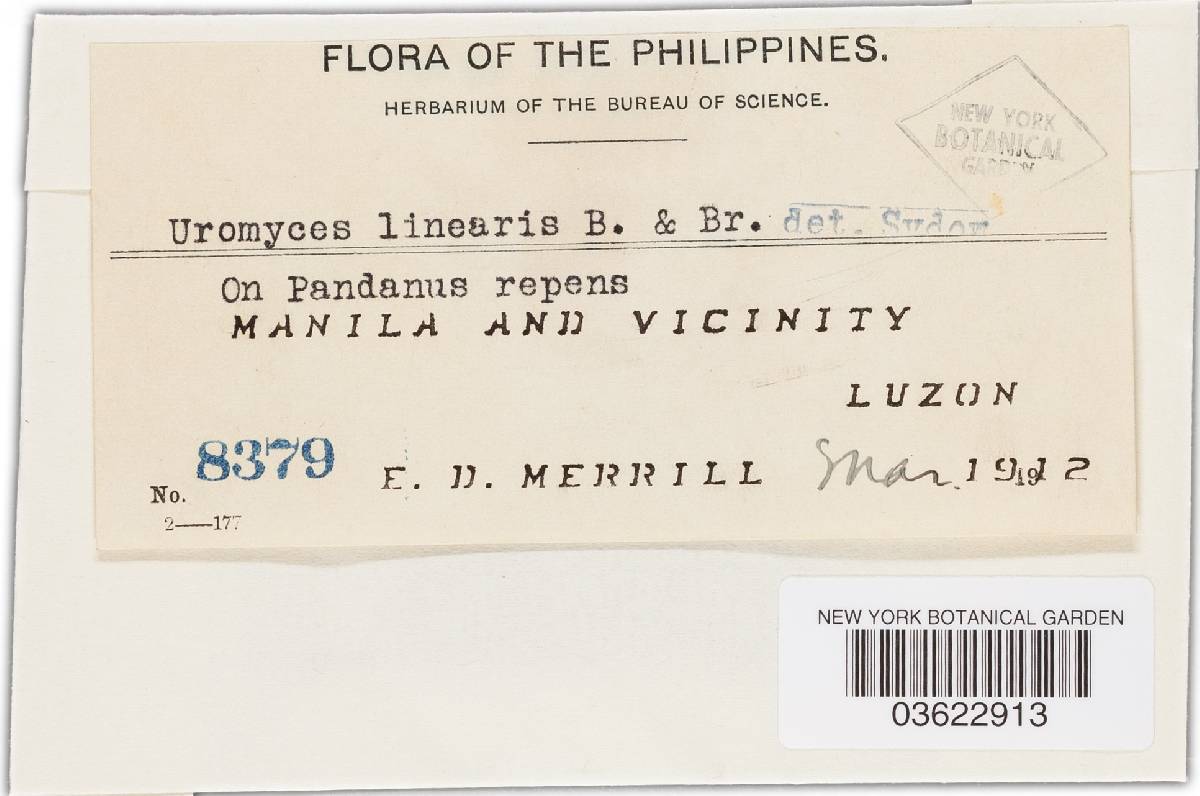 FLORA OF THE PHILIPPINES.
HERBARIUM OF THE BUREAU OF SCIENCE.
NEW YORK
BOTANICAL
GARDEN
Uromyces linearis B. & Br. det. Sydow
On Pandanus repens
MANILA AND VICINITY
LUZON
No. 8379 E. D. MERRILL Mar. 1912
2——177
NEW YORK BOTANICAL GARDEN
03622913